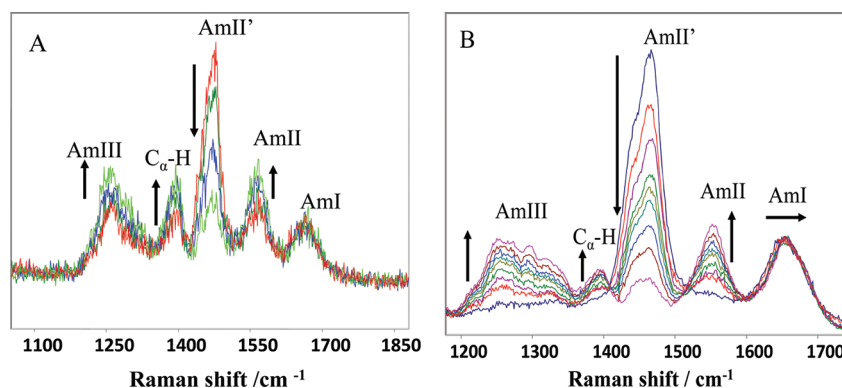 A
AmII’
AmIII
Cα-H
AmII
AmI
1100 1250 1400 1550 1700 1850
Raman shift /cm -1
B
AmII’
AmIII
Cα-H
AmII
AmI
1200 1300 1400 1500 1600 1700
Raman shift / cm-1